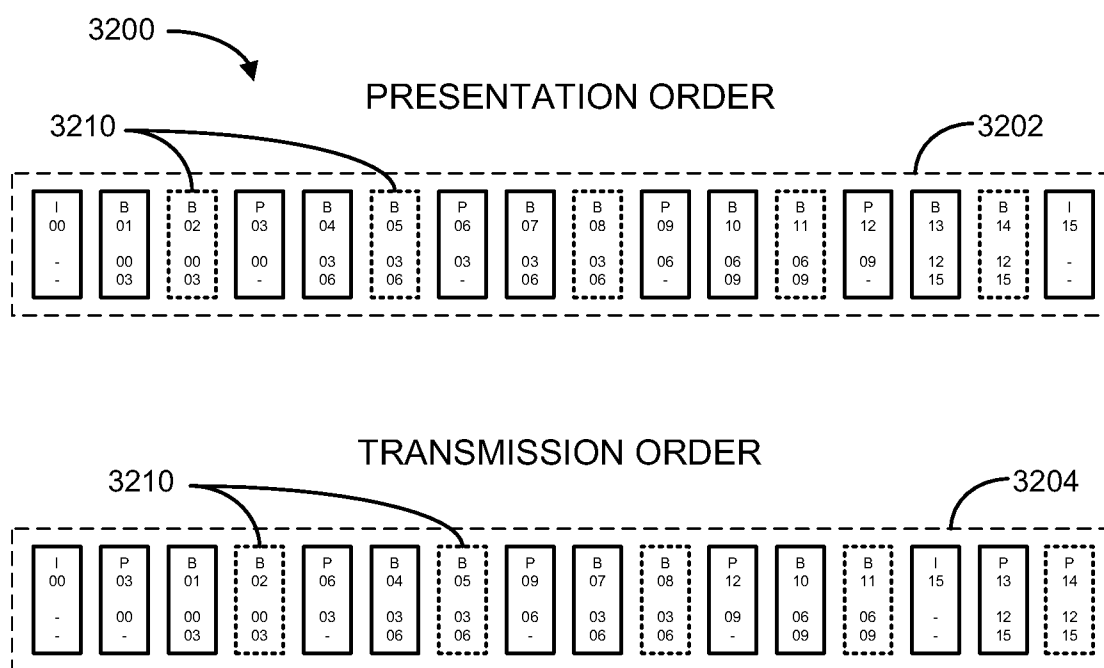 3200
PRESENTATION ORDER
3210
3202
I B B P B B P B B P B B P B B I
00 01 02 03 04 05 06 07 08 09 10 11 12 13 14 15
- 00 00 00 03 03 03 03 03 06 06 06 09 12 12 -
- 03 03 - 06 06 - 06 06 - 09 09 - 15 15 -
TRANSMISSION ORDER
3210
3204
I P B B P B B P B B P B B I P P
00 03 01 02 06 04 05 09 07 08 12 10 11 15 13 14
- 00 00 00 03 03 03 06 03 03 09 06 06 - 12 12
- - 03 03 - 06 06 - 06 06 - 09 09 - 15 15